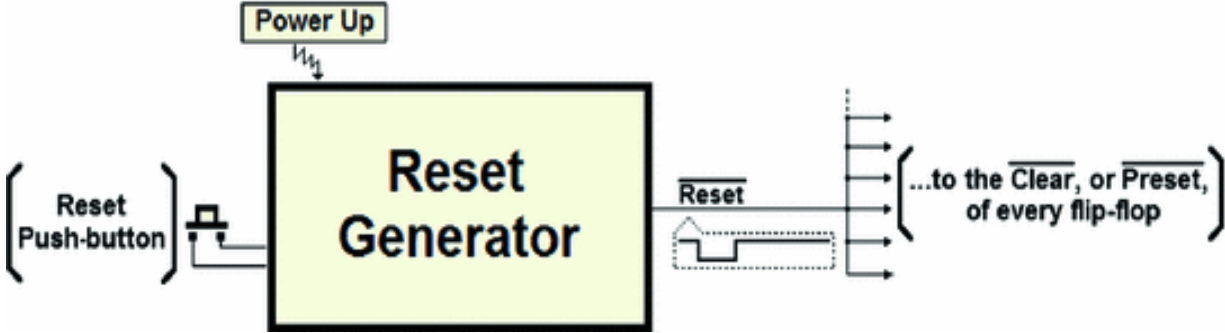 Power Up
Reset
Generator
Reset
Push-button
Reset
...to the Clear, or Preset,
of every flip-flop